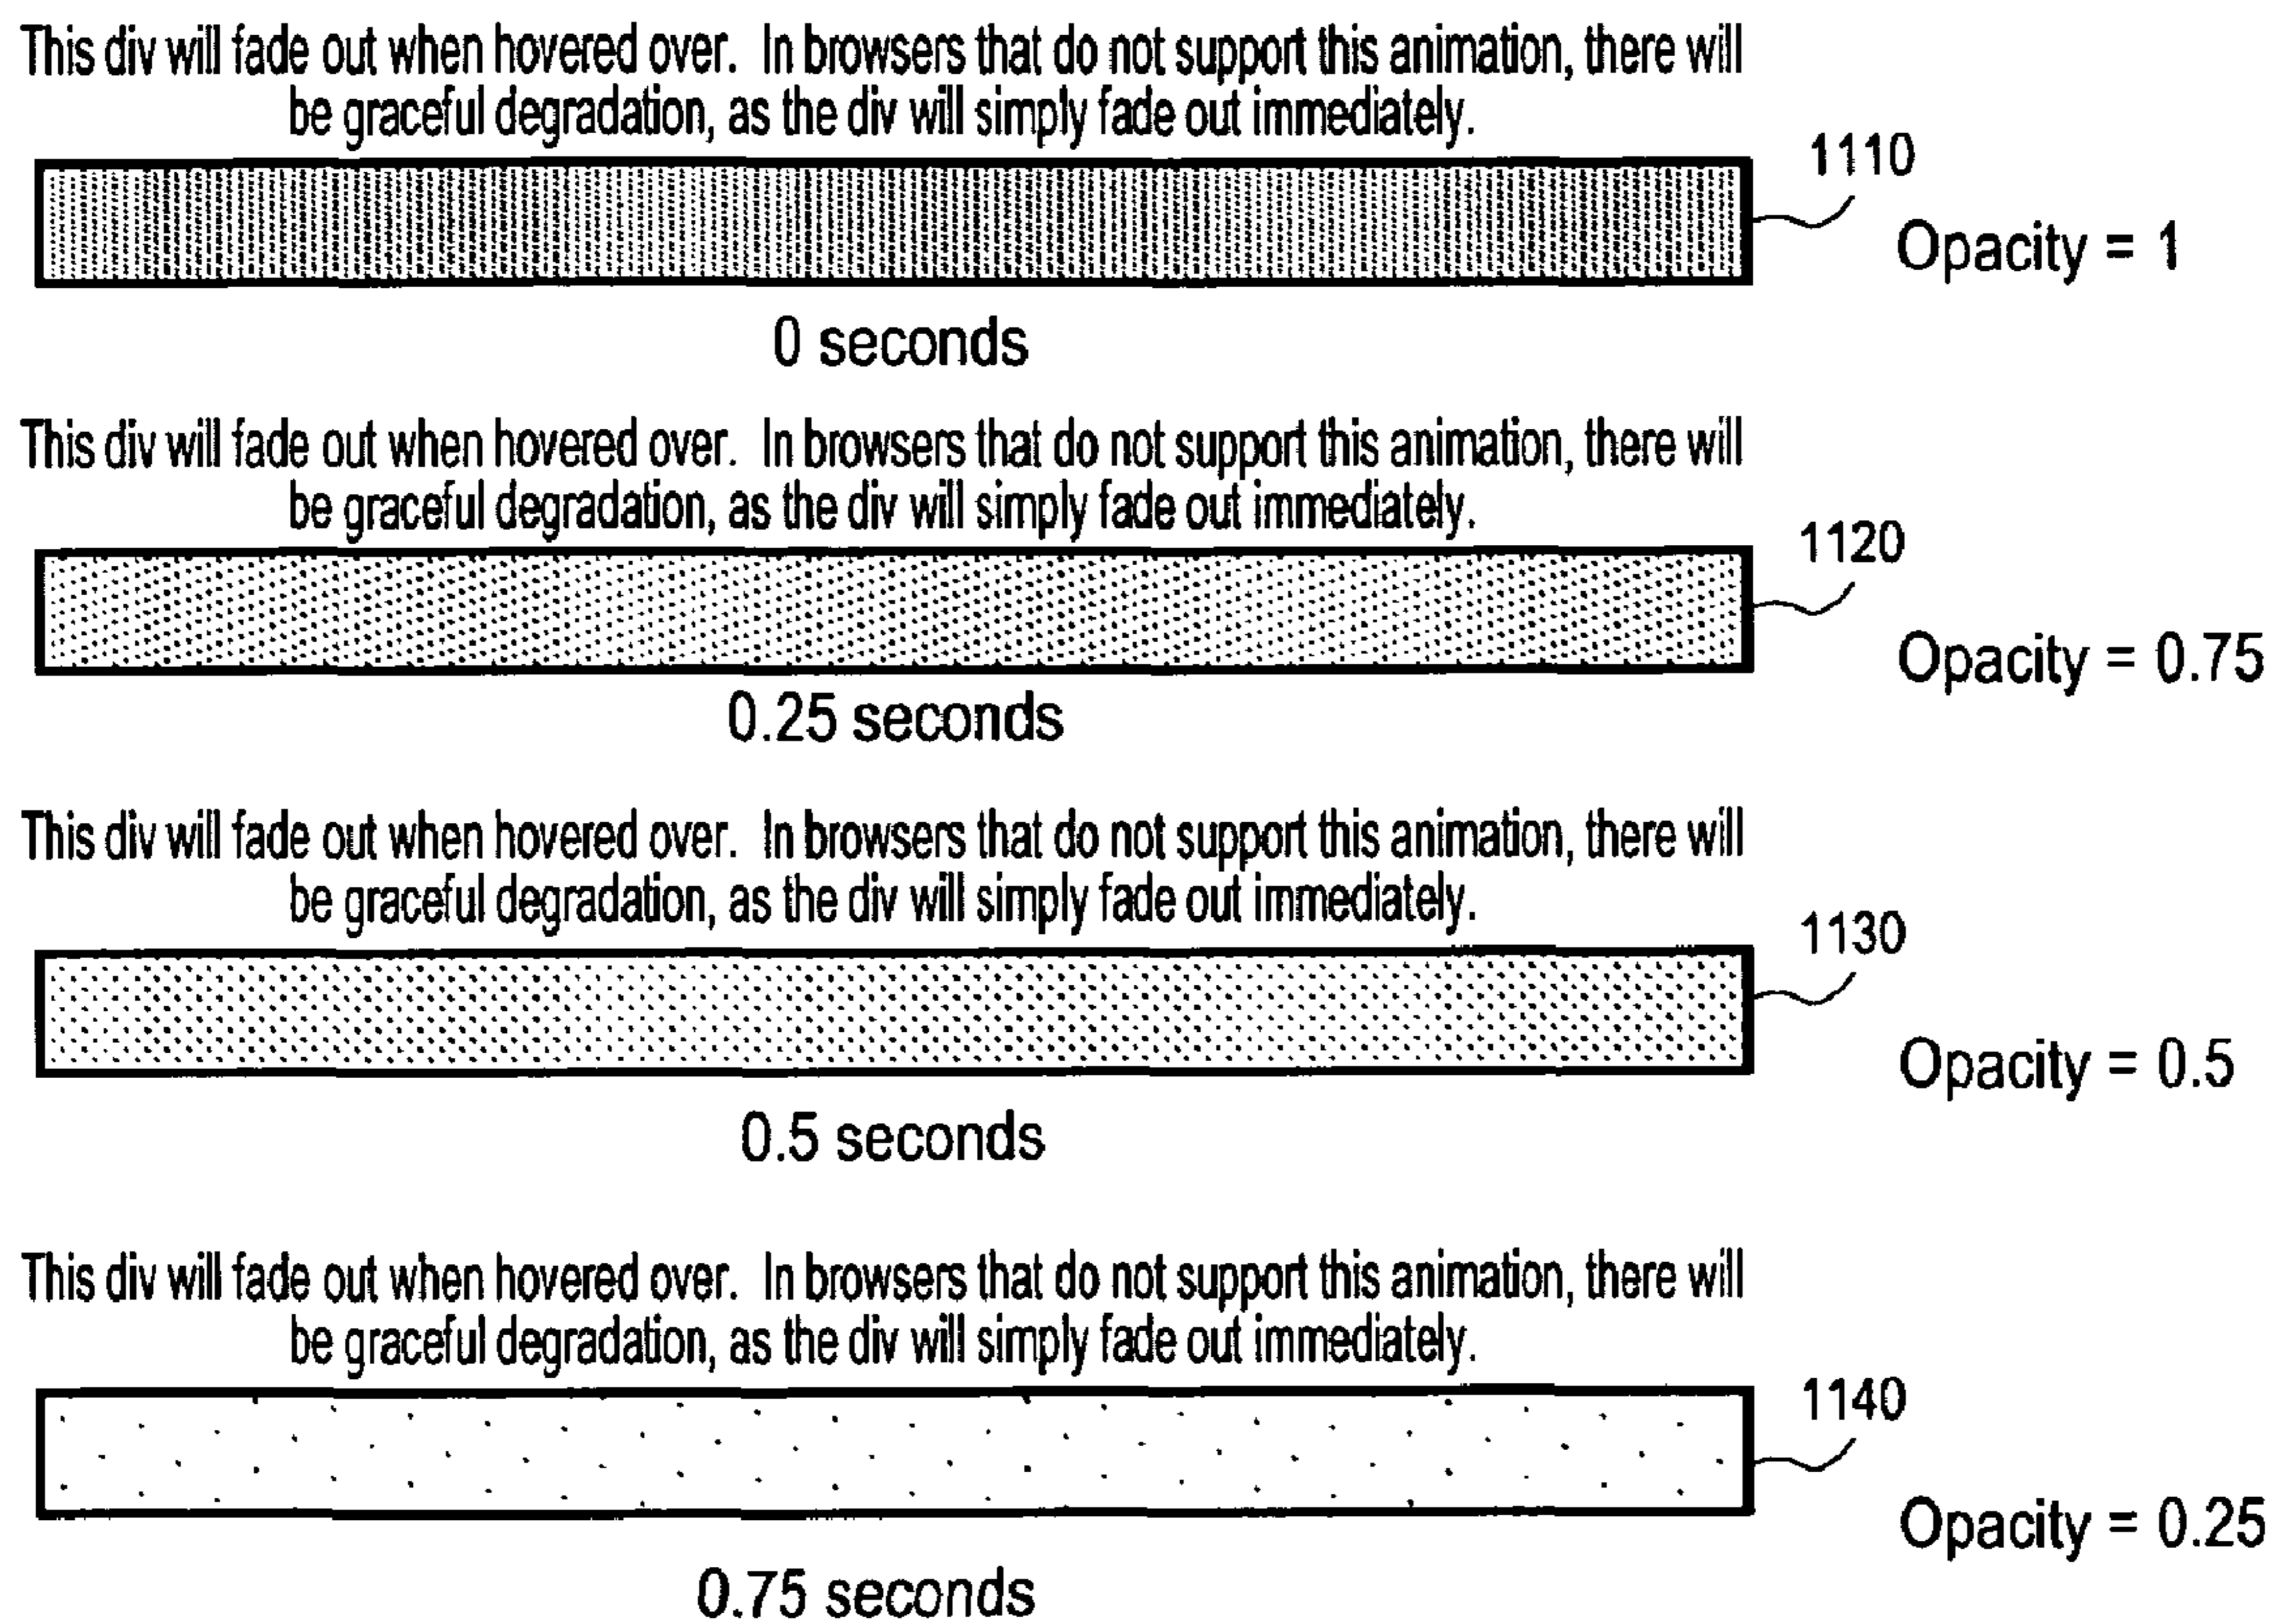 This div will fade out when hovered over. In browsers that do not support this animation, there will
be graceful degradation, as the div will simply fade out immediately.
1110
Opacity = 1
0 seconds
This div will fade out when hovered over. In browsers that do not support this animation, there will
be graceful degradation, as the div will simply fade out immediately.
1120
Opacity = 0.75
0.25 seconds
This div will fade out when hovered over. In browsers that do not support this animation, there will
be graceful degradation, as the div will simply fade out immediately.
1130
Opacity = 0.5
0.5 seconds
This div will fade out when hovered over. In browsers that do not support this animation, there will
be graceful degradation, as the div will simply fade out immediately.
1140
Opacity = 0.25
0.75 seconds